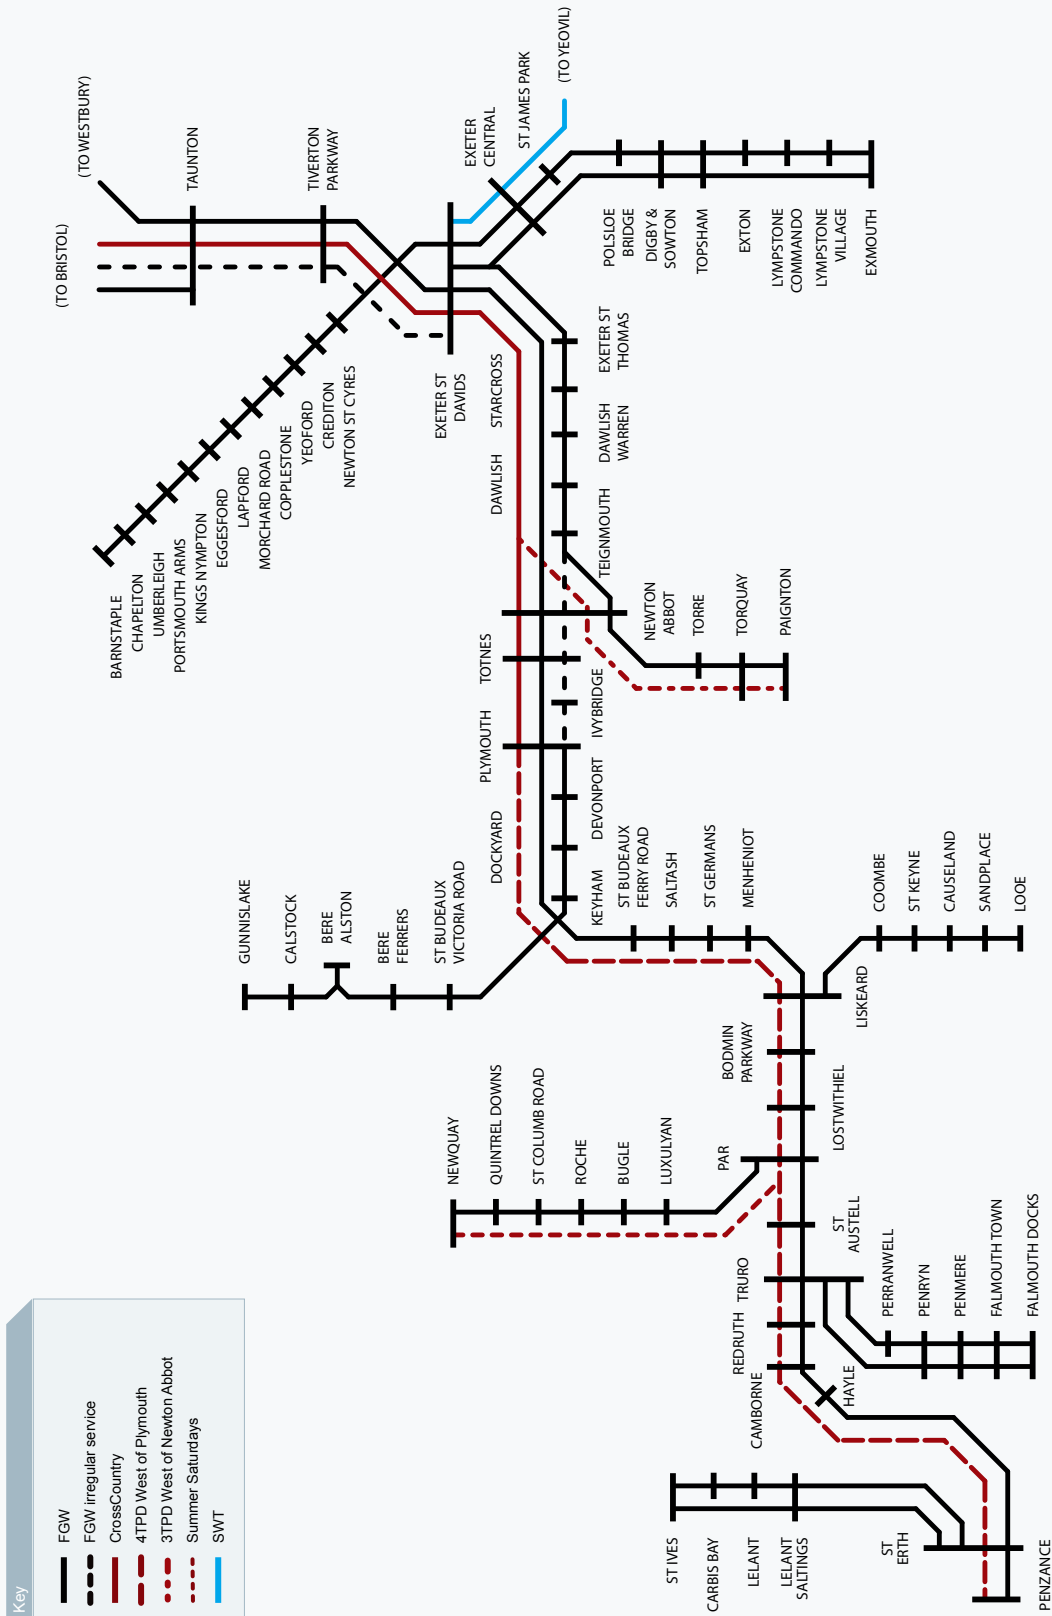 (TO WESTBURY)
(TO BRISTOL)
TAUNTON
TIVERTON
PARKWAY
EXETER
CENTRAL
ST JAMES PARK
(TO YEOVIL)
POLSLOE
BRIDGE
DIGBY &
SOWTON
TOPSHAM
EXTON
LYMPSTONE
COMMANDO
LYMPSTONE
VILLAGE
EXMOUTH
EXETER ST
DAVIDS
BARNSTAPLE
CHAPELTON
UMBERLEIGH
PORTSMOUTH ARMS
KINGS NYMPTON
EGGESFORD
LAPFORD
MORCHARD ROAD
COPPLESTONE
YEOFORD
CREDITON
NEWTON ST CYRES
EXETER ST
THOMAS
STARCROSS
DAWLISH
WARREN
DAWLISH
TEIGNMOUTH
NEWTON
ABBOT
TORRE
TORQUAY
PAIGNTON
TOTNES
IVYBRIDGE
PLYMOUTH
DEVONPORT
DOCKYARD
KEYHAM
ST BUDEAUX
FERRY ROAD
SALTASH
ST GERMANS
MENHENIOT
GUNNISLAKE
CALSTOCK
BERE
ALSTON
BERE
FERRERS
ST BUDEAUX
VICTORIA ROAD
LISKEARD
COOMBE
ST KEYNE
CAUSELAND
SANDPLACE
LOOE
BODMIN
PARKWAY
LOSTWITHIEL
PAR
NEWQUAY
QUINTREL DOWNS
ST COLUMB ROAD
ROCHE
BUGLE
LUXULYAN
ST
AUSTELL
TRURO
PERRANWELL
PENRYN
PENMERE
FALMOUTH TOWN
FALMOUTH DOCKS
REDRUTH
CAMBORNE
HAYLE
ST IVES
CARBIS BAY
LELANT
LELANT
SALTINGS
ST
ERTH
PENZANCE
Key
FGW
FGW irregular service
CrossCountry
4TPD West of Plymouth
3TPD West of Newton Abbot
Summer Saturdays
SWT